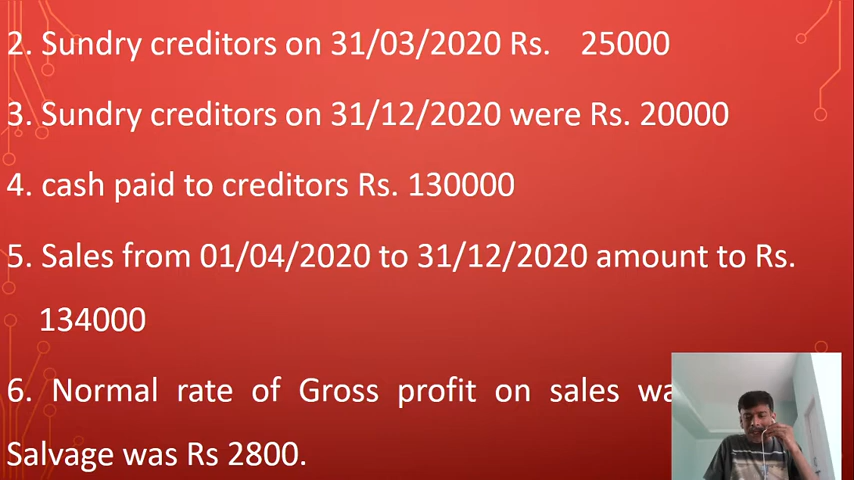 2. Sundry creditors on 31/03/2020 Rs. 25000
3. Sundry creditors on 31/12/2020 were Rs. 20000
4. cash paid to creditors Rs. 130000
5. Sales from 01/04/2020 to 31/12/2020 amount to Rs.
134000
6. Normal rate of Gross profit on sales
Salvage was Rs 2800.